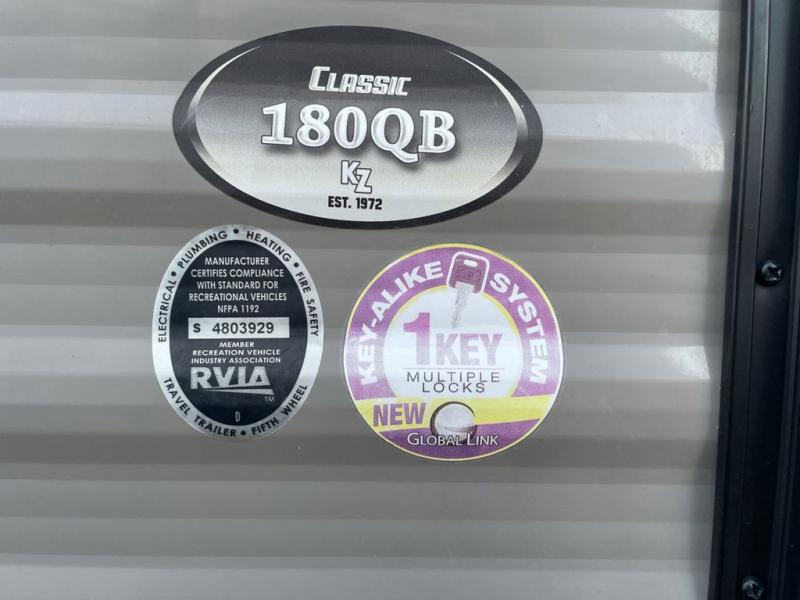 CLASSIC
180QB
KZ
EST. 1972
ELECTRICAL • PLUMBING • HEATING • FIRE SAFETY
MANUFACTURER
CERTIFIES COMPLIANCE
WITH STANDARD FOR
RECREATIONAL VEHICLES
NFPA 1192
S 4803929
MEMBER
RECREATION VEHICLE
INDUSTRY ASSOCIATION
RVIA
TM
D
TRAVEL TRAILER • FIFTH WHEEL
KEY-ALIKE SYSTEM
1 KEY
MULTIPLE
LOCKS
NEW
GLOBAL LINK